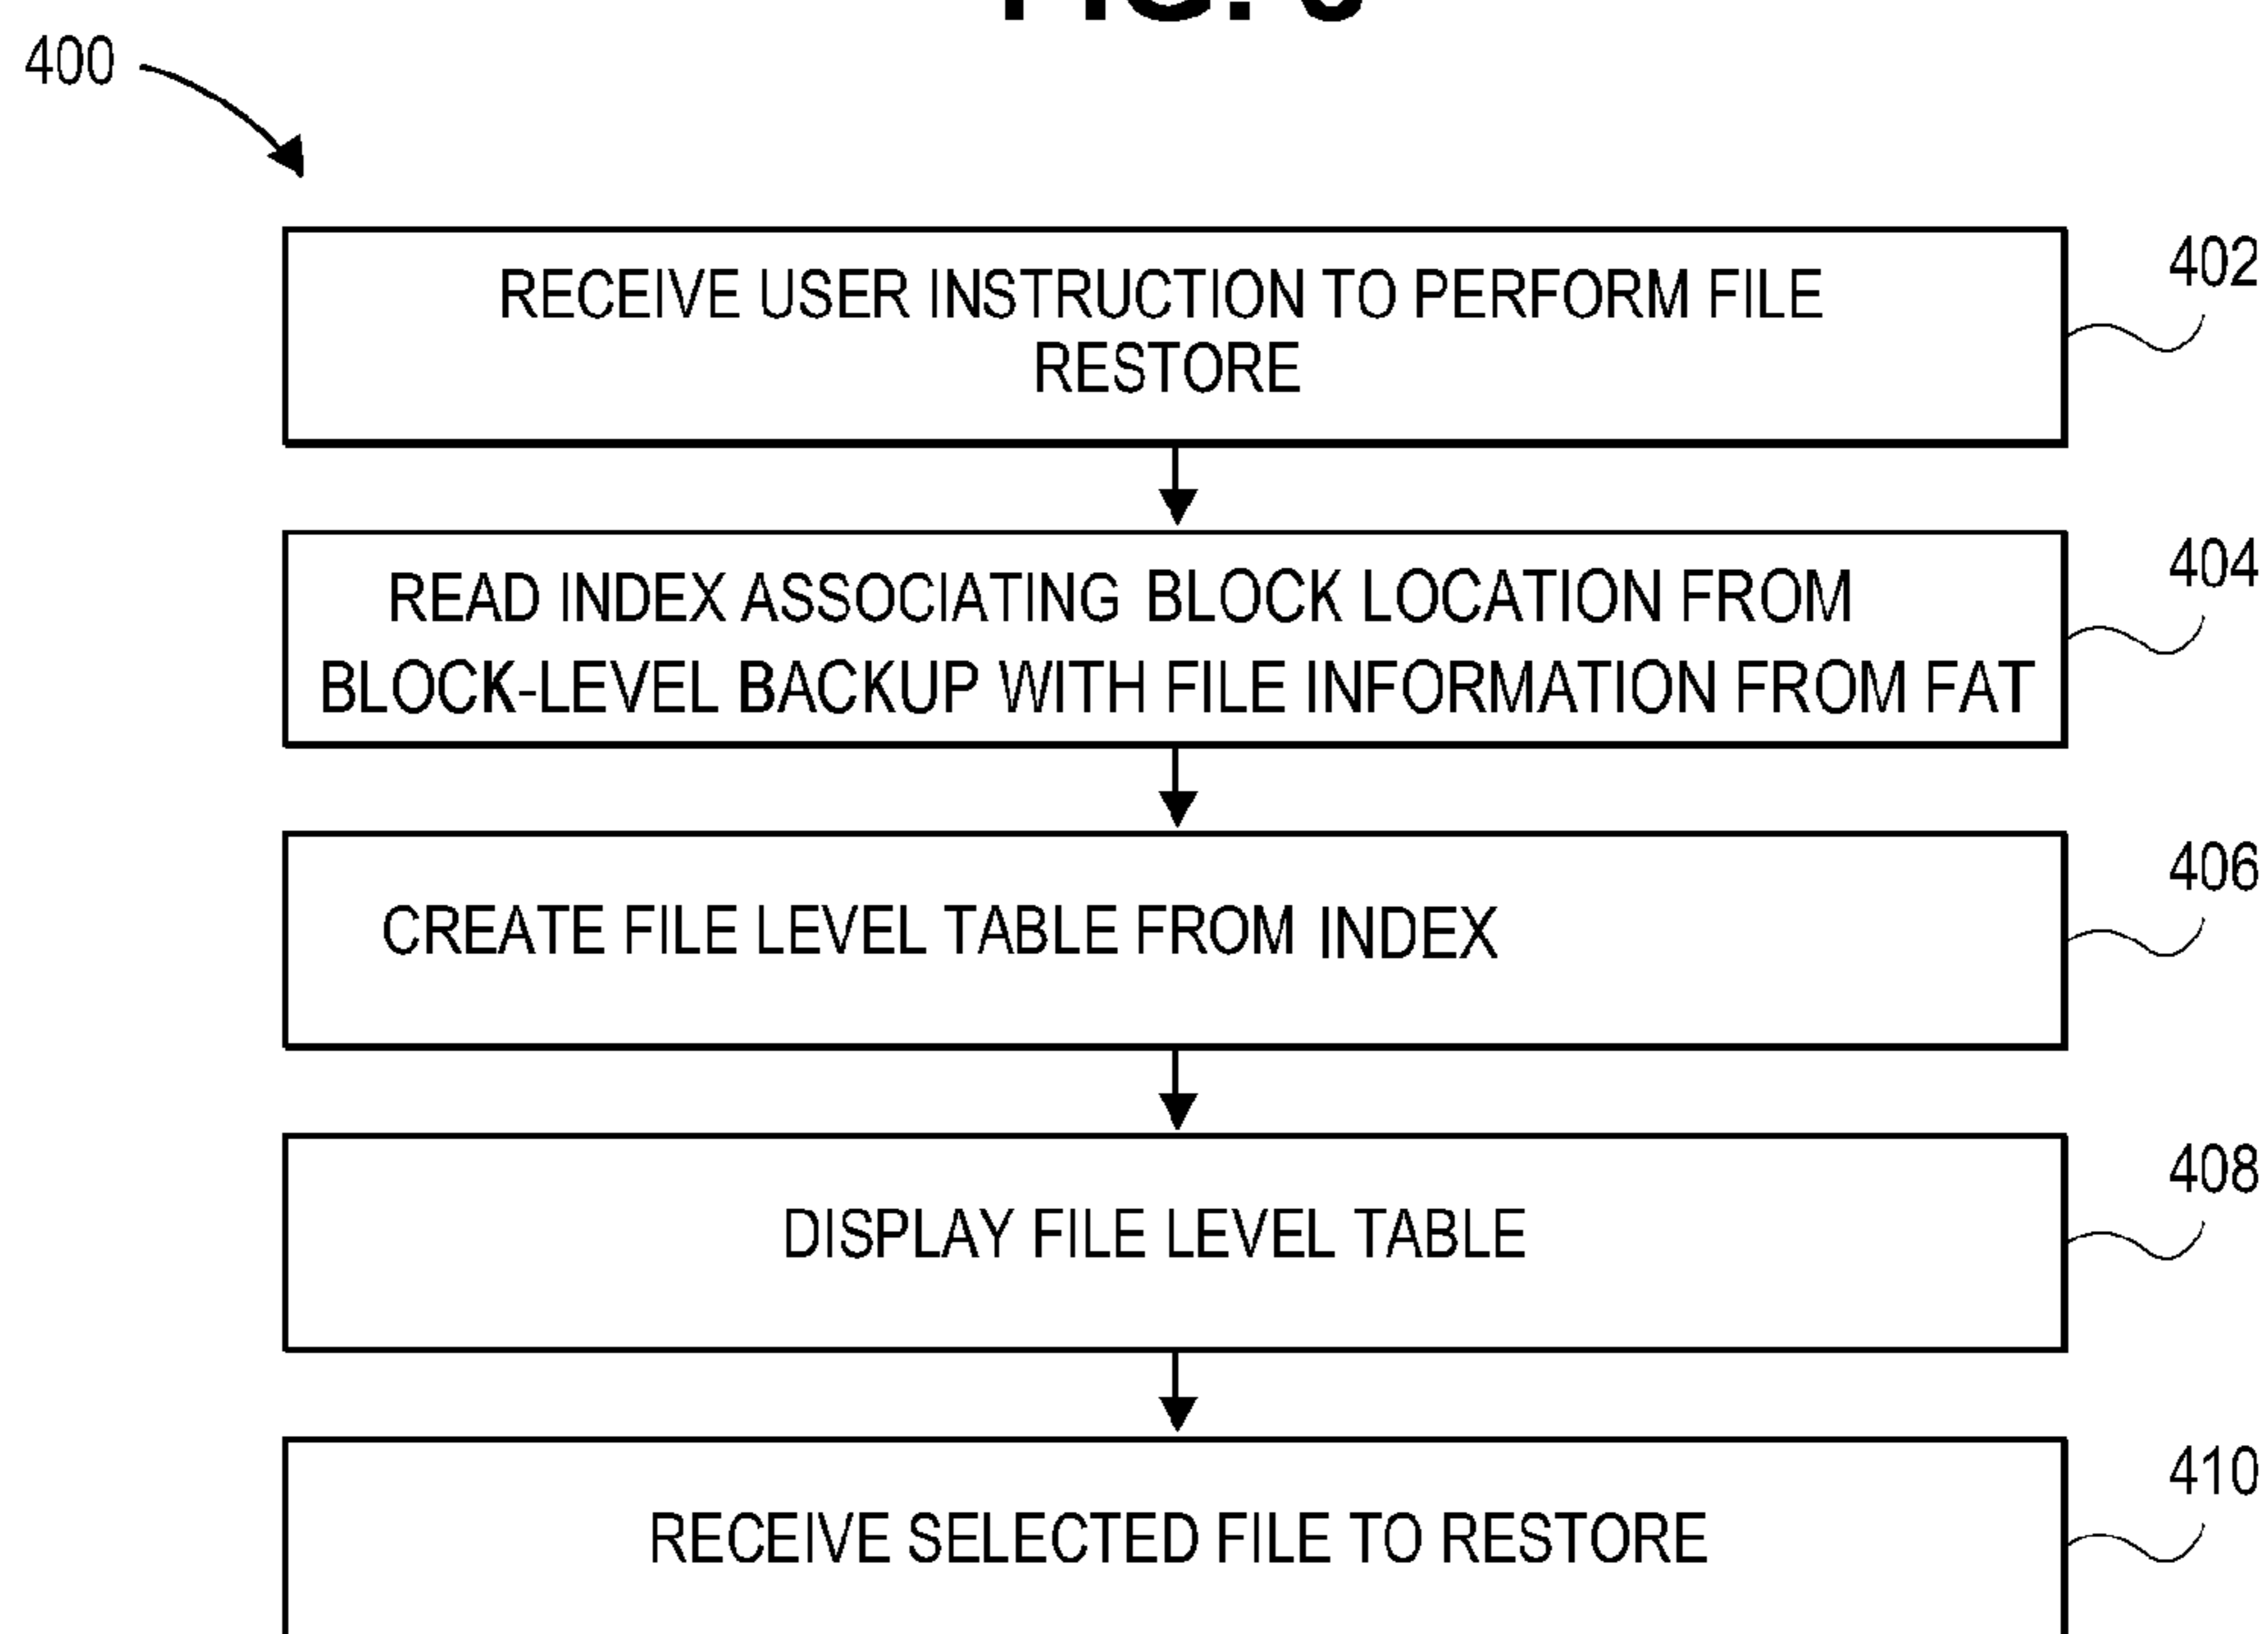 400
RECEIVE USER INSTRUCTION TO PERFORM FILE
RESTORE
402
READ INDEX ASSOCIATING BLOCK LOCATION FROM
BLOCK-LEVEL BACKUP WITH FILE INFORMATION FROM FAT
404
CREATE FILE LEVEL TABLE FROM INDEX
406
DISPLAY FILE LEVEL TABLE
408
RECEIVE SELECTED FILE TO RESTORE
410